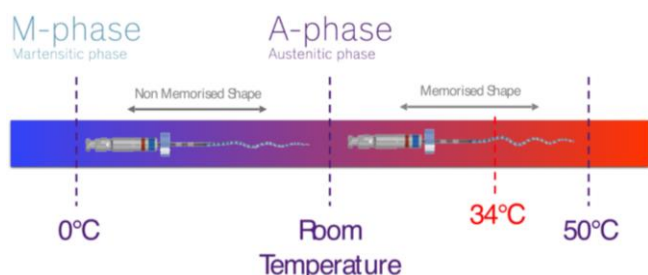 M-phase
Martensitic phase
A-phase
Austenitic phase
Non Memorised Shape
Memorised Shape
0°C
Room
Temperature
34°C
50°C